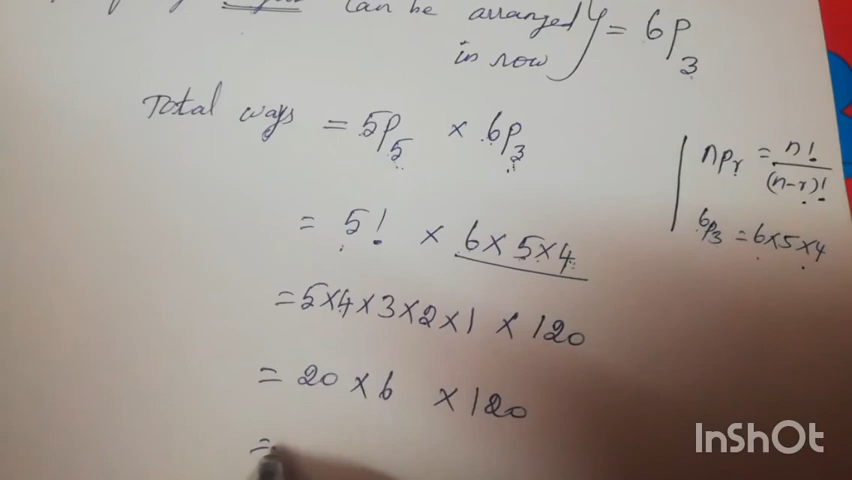 can be arranged } = 6P3
in row
Total ways = 5P5 × 6P3
nPr = n!/(n-r)!
= 5! × 6×5×4
6P3 = 6×5×4
= 5×4×3×2×1 × 120
= 20 × 6 × 120
=
InShOt